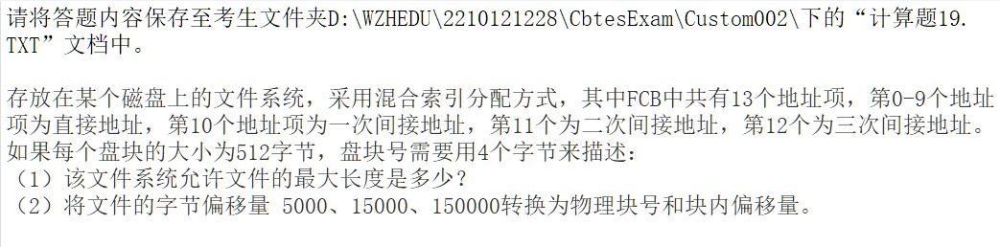 请将答题内容保存至考生文件夹D:\WZHEDU\2210121228\CbtesExam\Custom002\下的“计算题19.
TXT”文档中。
存放在某个磁盘上的文件系统，采用混合索引分配方式，其中FCB中共有13个地址项，第0-9个地址
项为直接地址，第10个地址项为一次间接地址，第11个为二次间接地址，第12个为三次间接地址。
如果每个盘块的大小为512字节，盘块号需要用4个字节来描述：
（1）该文件系统允许文件的最大长度是多少？
（2）将文件的字节偏移量 5000、15000、150000转换为物理块号和块内偏移量。